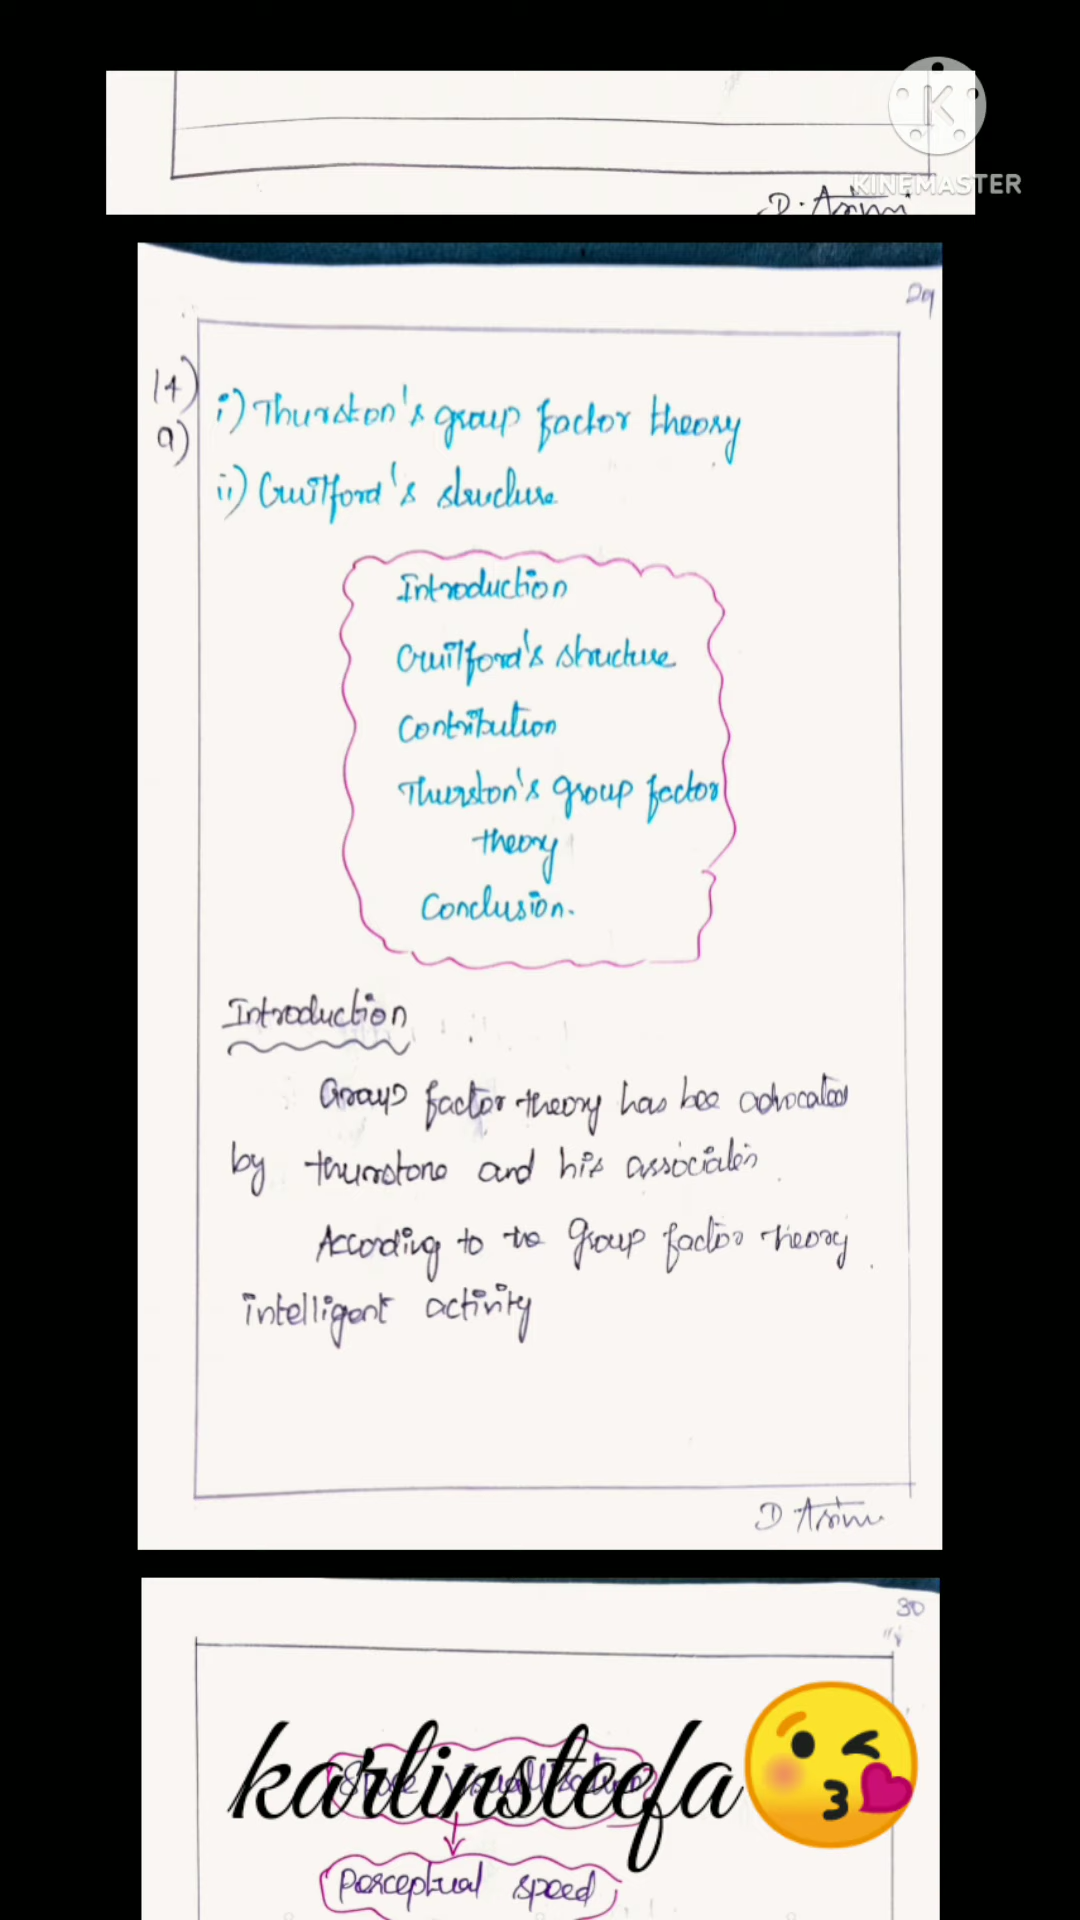 KINEMASTER
29
14)
a)
i) Thurston's group factor theory
ii) Guilford's structure
Introduction
Guilford's structure
Contribution
Thurston's group factor
theory
Conclusion.
Introduction
Group factor theory has bee advocated
by thurstone and his associates
According to the Group factor theory
intelligent activity
30
karlinsteefa😘
Perceptual speed